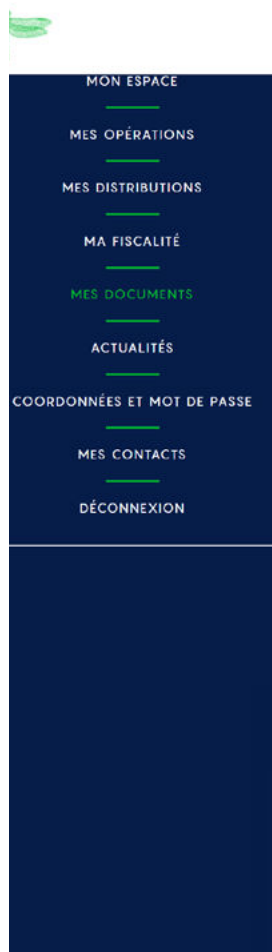 MON ESPACE
MES OPÉRATIONS
MES DISTRIBUTIONS
MA FISCALITÉ
MES DOCUMENTS
ACTUALITÉS
COORDONNÉES ET MOT DE PASSE
MES CONTACTS
DÉCONNEXION